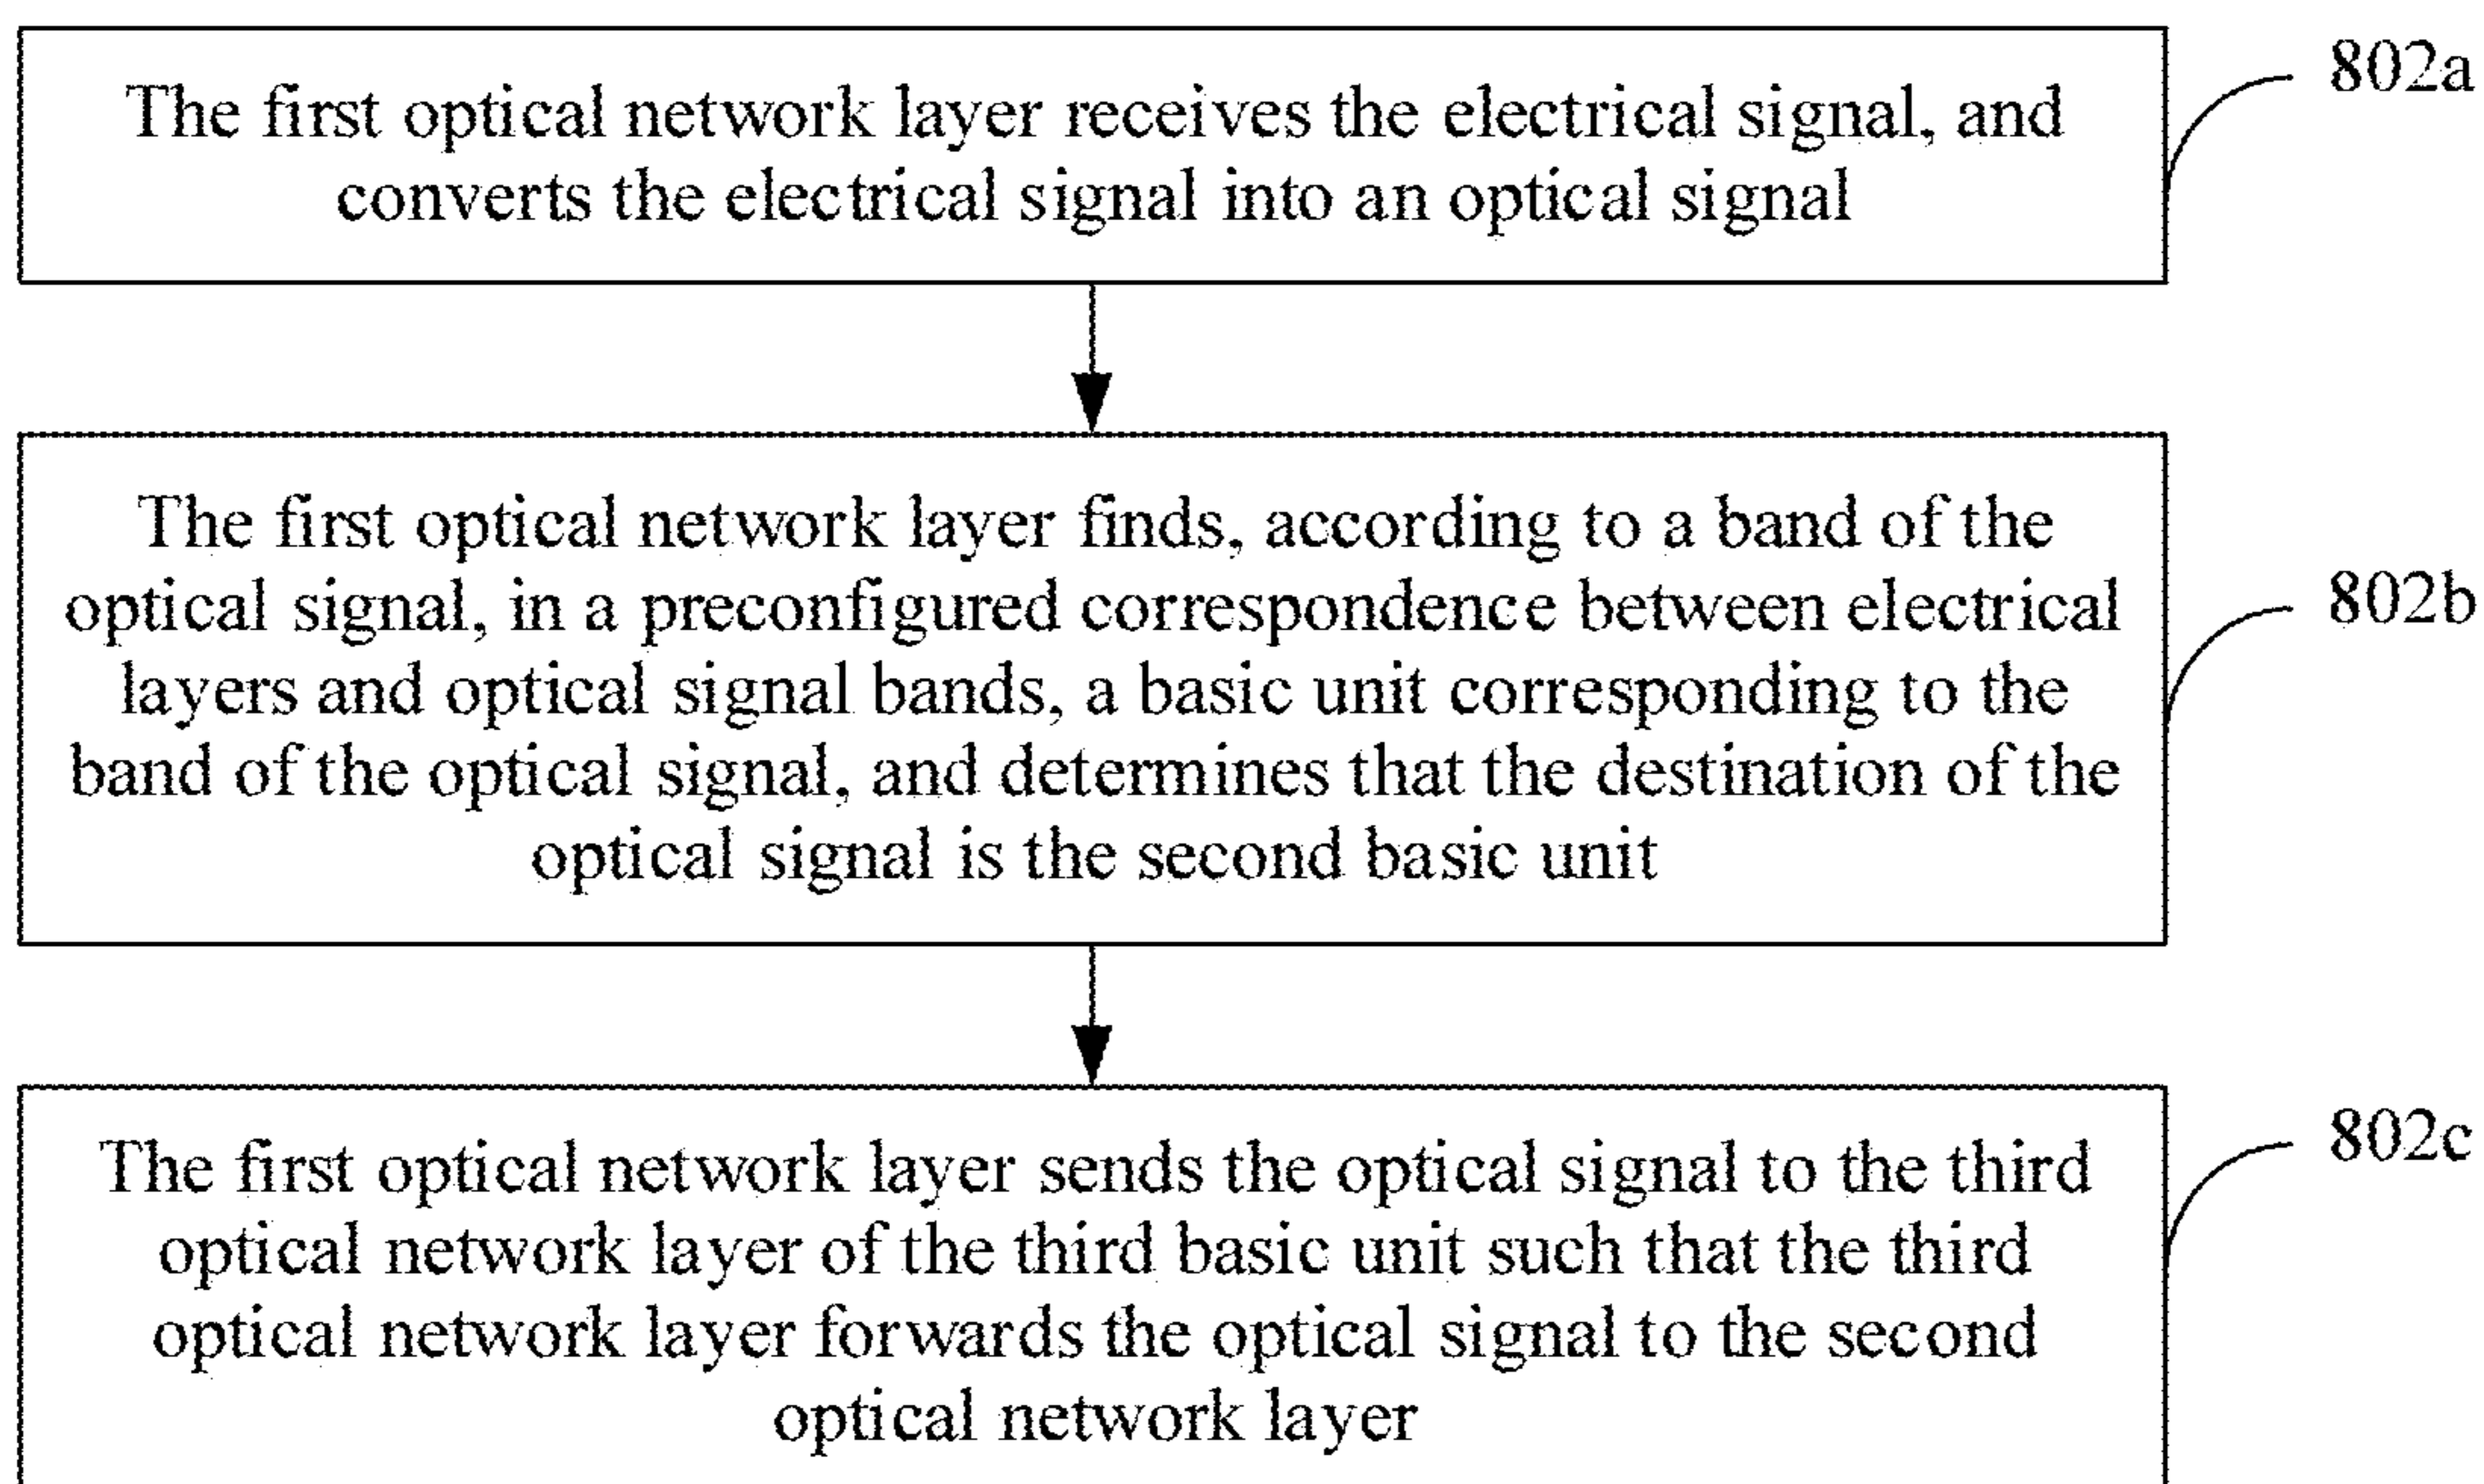 The first optical network layer receives the electrical signal, and
converts the electrical signal into an optical signal
802a
The first optical network layer finds, according to a band of the
optical signal, in a preconfigured correspondence between electrical
layers and optical signal bands, a basic unit corresponding to the
band of the optical signal, and determines that the destination of the
optical signal is the second basic unit
802b
The first optical network layer sends the optical signal to the third
optical network layer of the third basic unit such that the third
optical network layer forwards the optical signal to the second
optical network layer
802c